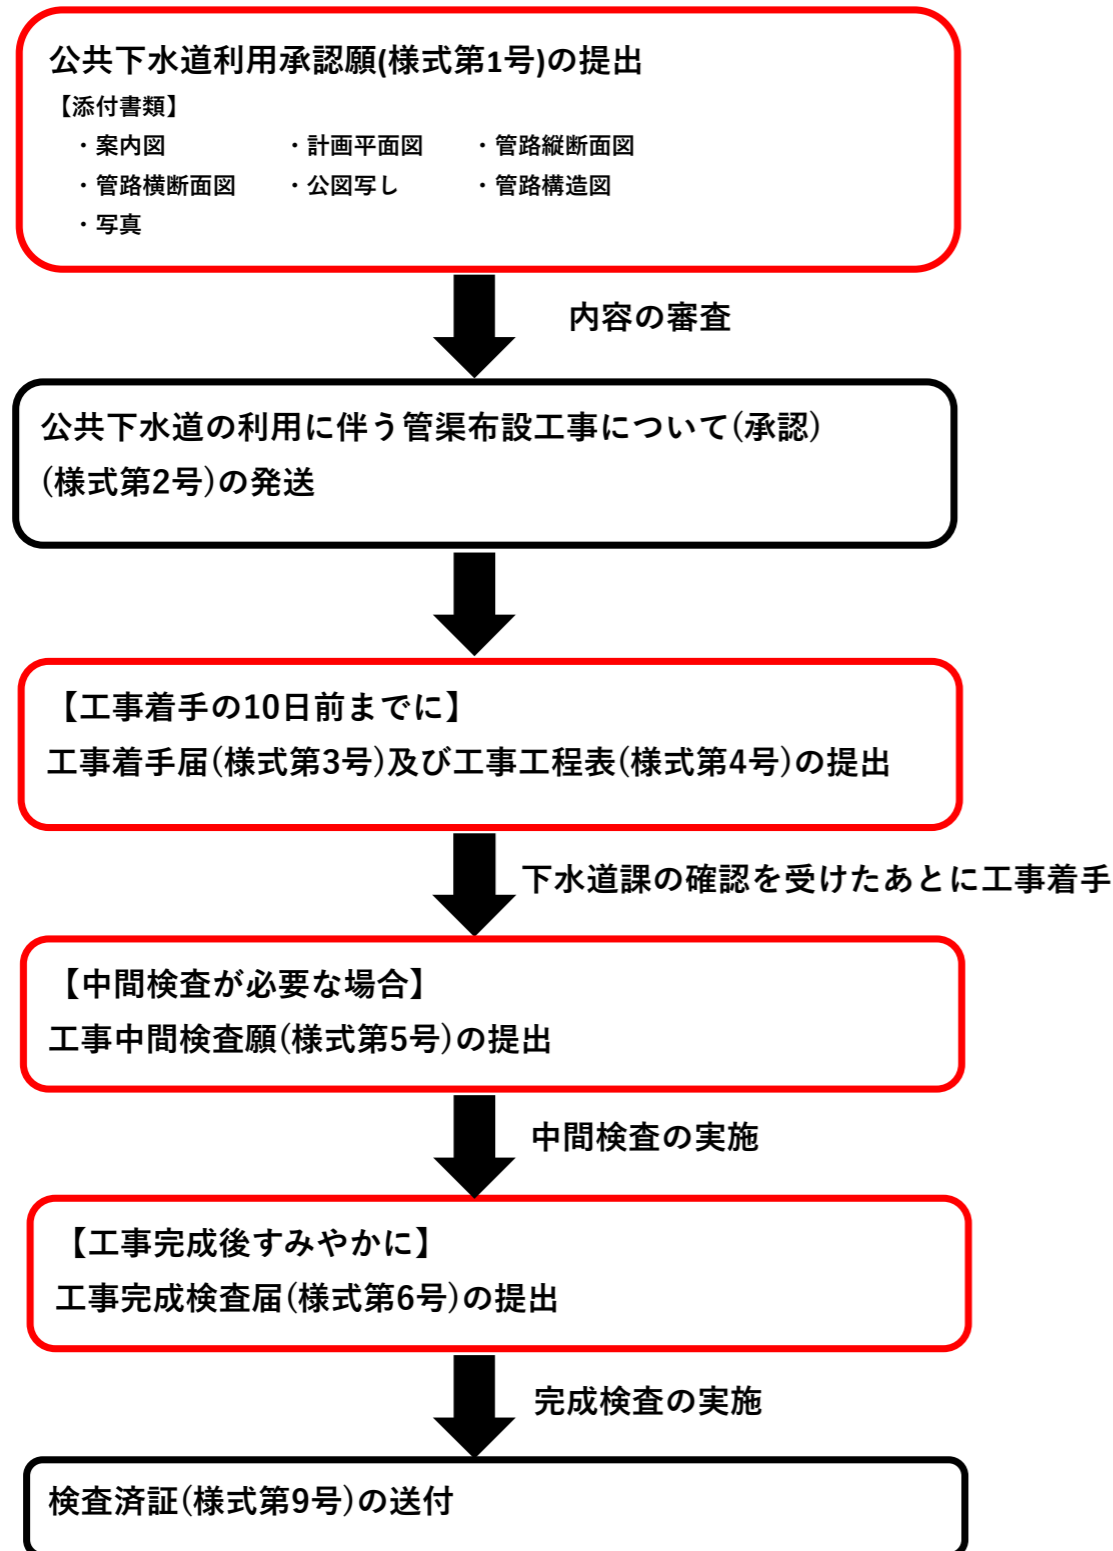 公共下水道利用承認願(様式第1号)の提出
【添付書類】
・案内図 ・計画平面図 ・管路縦断面図
・管路横断面図 ・公図写し ・管路構造図
・写真
内容の審査
公共下水道の利用に伴う管渠布設工事について(承認)
(様式第2号)の発送
【工事着手の10日前までに】
工事着手届(様式第3号)及び工事工程表(様式第4号)の提出
下水道課の確認を受けたあとに工事着手
【中間検査が必要な場合】
工事中間検査願(様式第5号)の提出
中間検査の実施
【工事完成後すみやかに】
工事完成検査届(様式第6号)の提出
完成検査の実施
検査済証(様式第9号)の送付